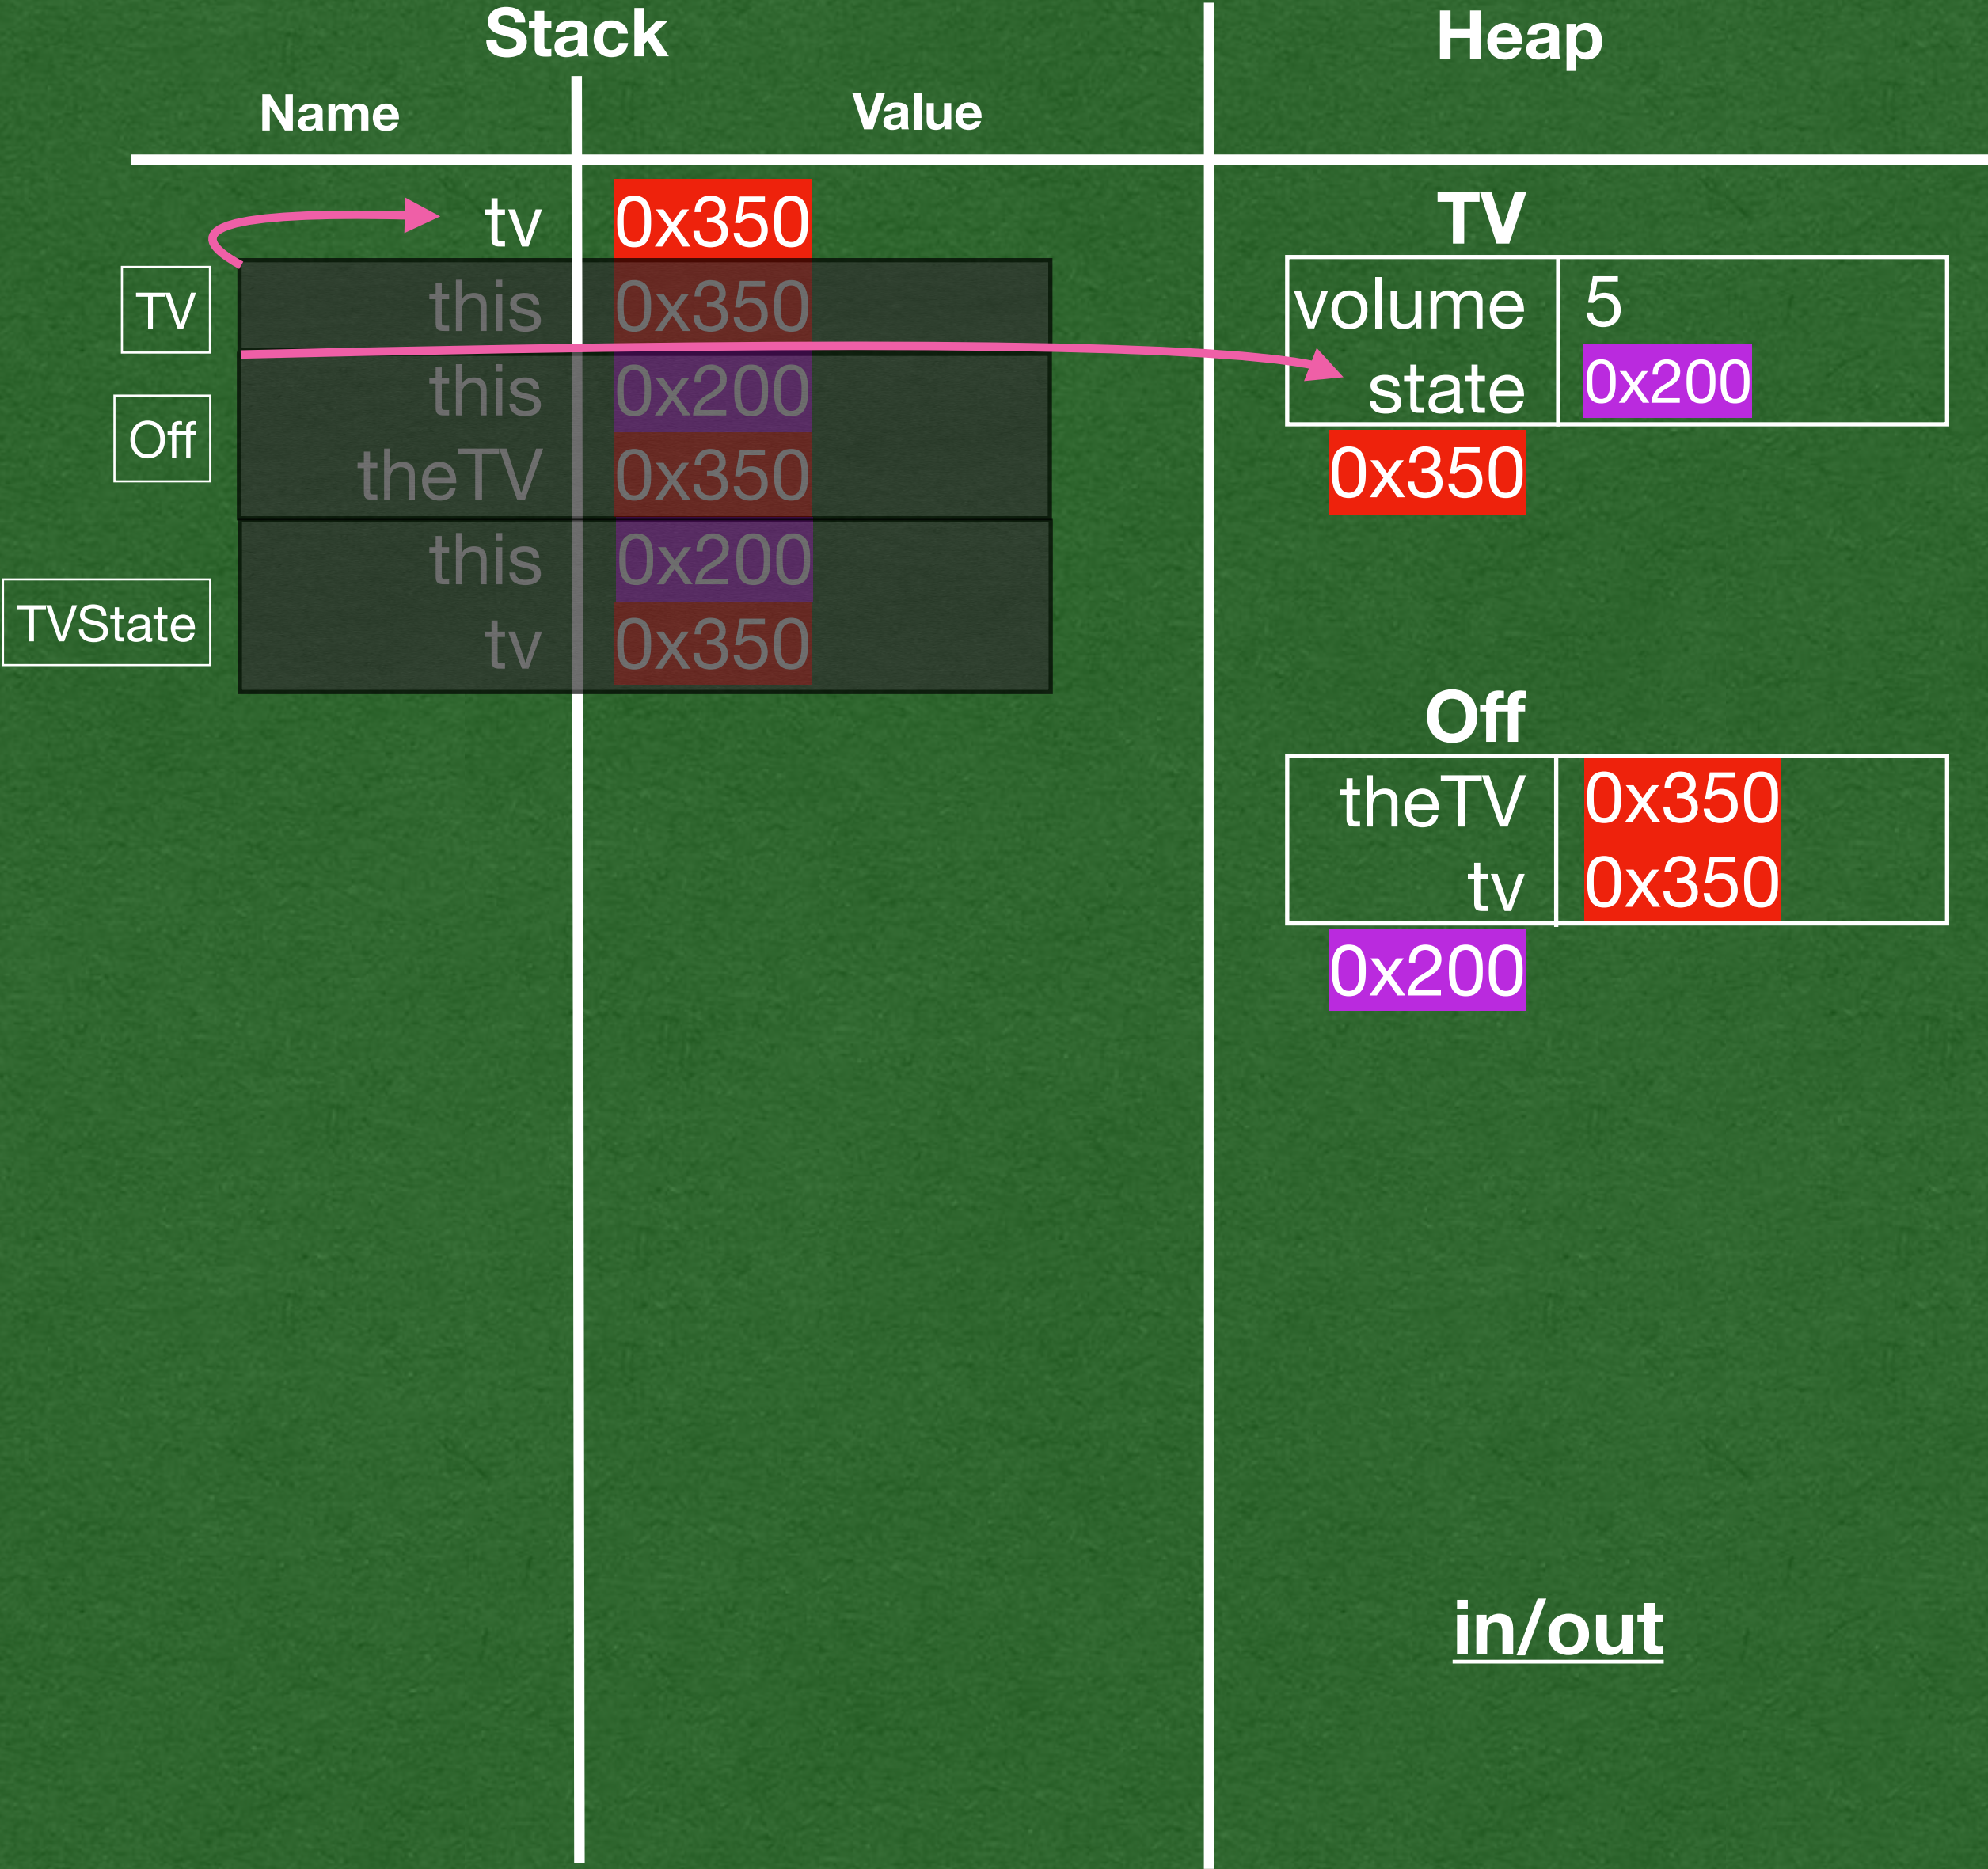 Stack
Heap
Name Value
tv 0x350
TV this 0x350
this 0x200
Off
theTV 0x350
this 0x200
TVState
tv 0x350
TV
volume 5
state 0x200
0x350
Off
theTV 0x350
tv 0x350
0x200
in/out